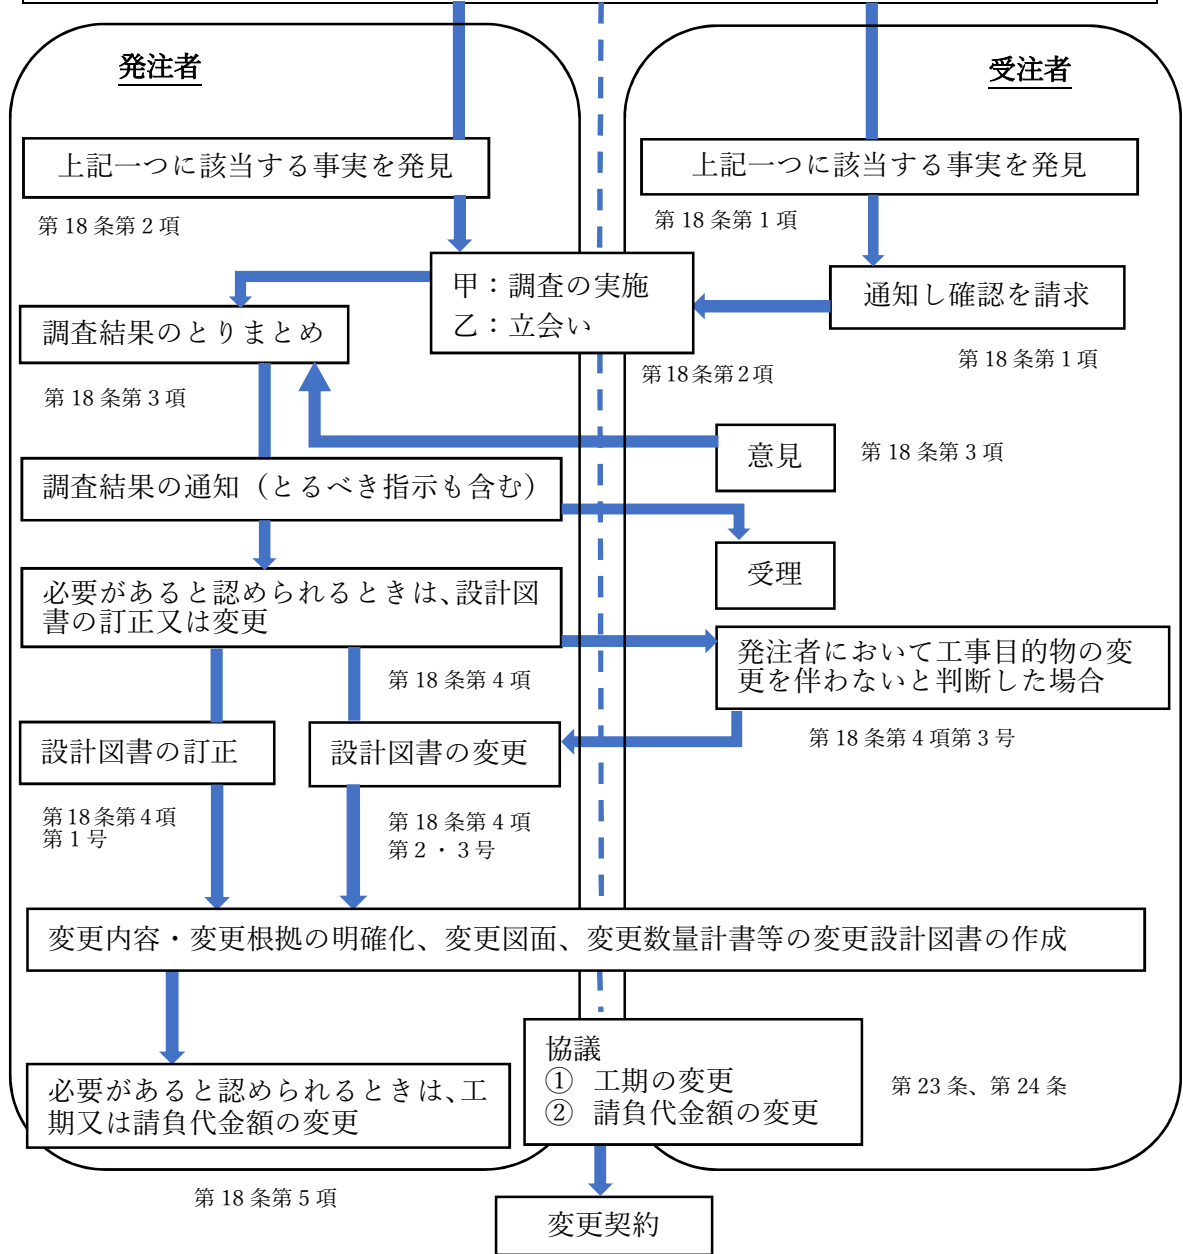 発注者
受注者
上記一つに該当する事実を発見
上記一つに該当する事実を発見
第18条第2項
第18条第1項
甲：調査の実施
乙：立会い
通知し確認を請求
調査結果のとりまとめ
第18条第2項
第18条第1項
第18条第3項
意見
第18条第3項
調査結果の通知（とるべき指示も含む）
受理
必要があると認められるときは、設計図
書の訂正又は変更
発注者において工事目的物の変
更を伴わないと判断した場合
第18条第4項
設計図書の訂正
設計図書の変更
第18条第4項第3号
第18条第4項
第1号
第18条第4項
第2・3号
変更内容・変更根拠の明確化、変更図面、変更数量計書等の変更設計図書の作成
協議
① 工期の変更
② 請負代金額の変更
第23条、第24条
必要があると認められるときは、工
期又は請負代金額の変更
第18条第5項
変更契約